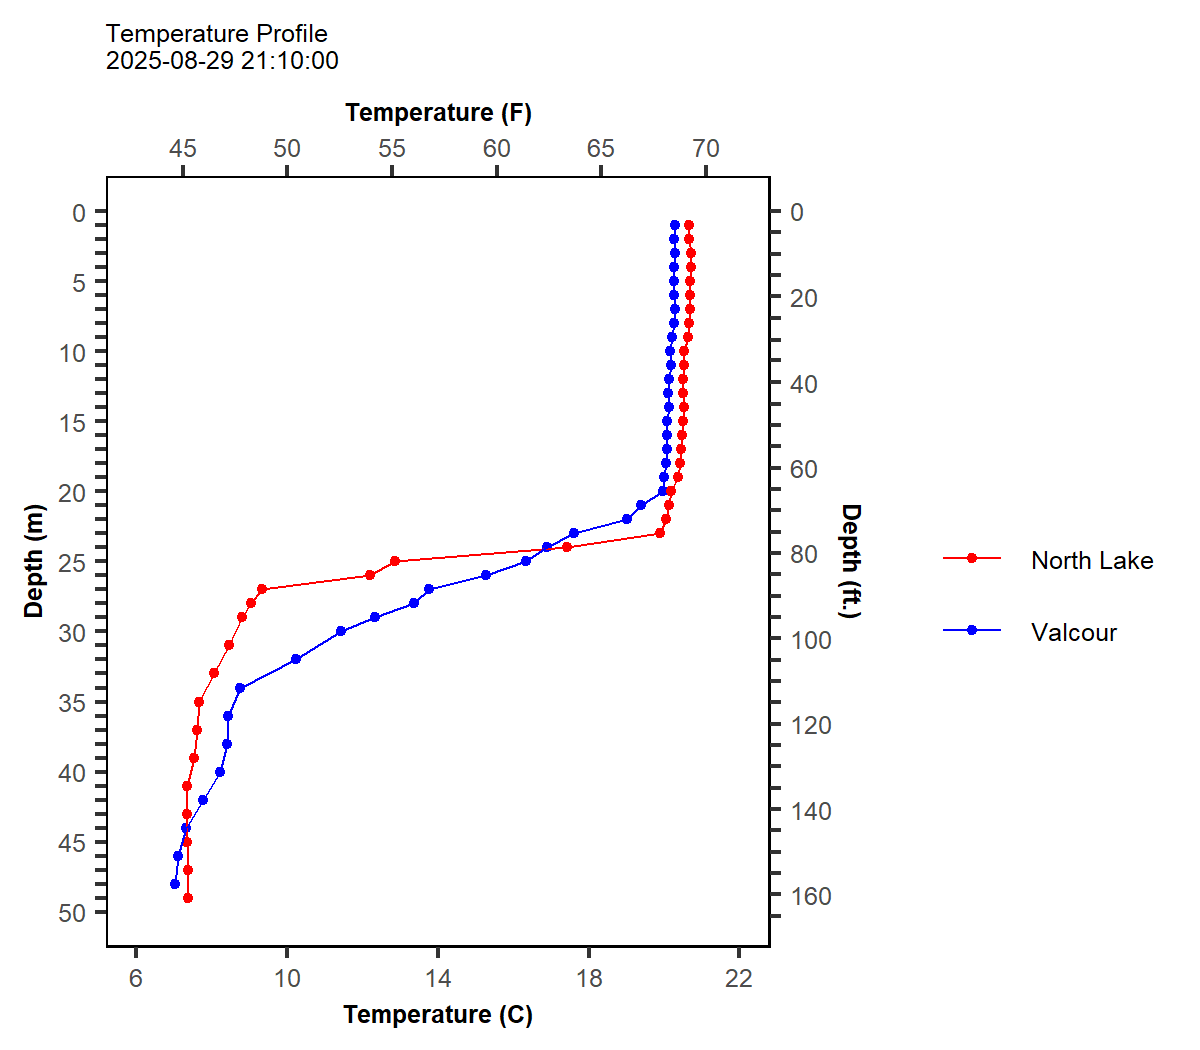 Temperature Profile
2025-08-29 21:10:00
Temperature (F)
45 50 55 60 65 70
0 0
5
20
10
40
15
60
20
Depth (m)
Depth (ft.)
25 80
North Lake
30 100
Valcour
35
120
40
140
45
160
50
6 10 14 18 22
Temperature (C)